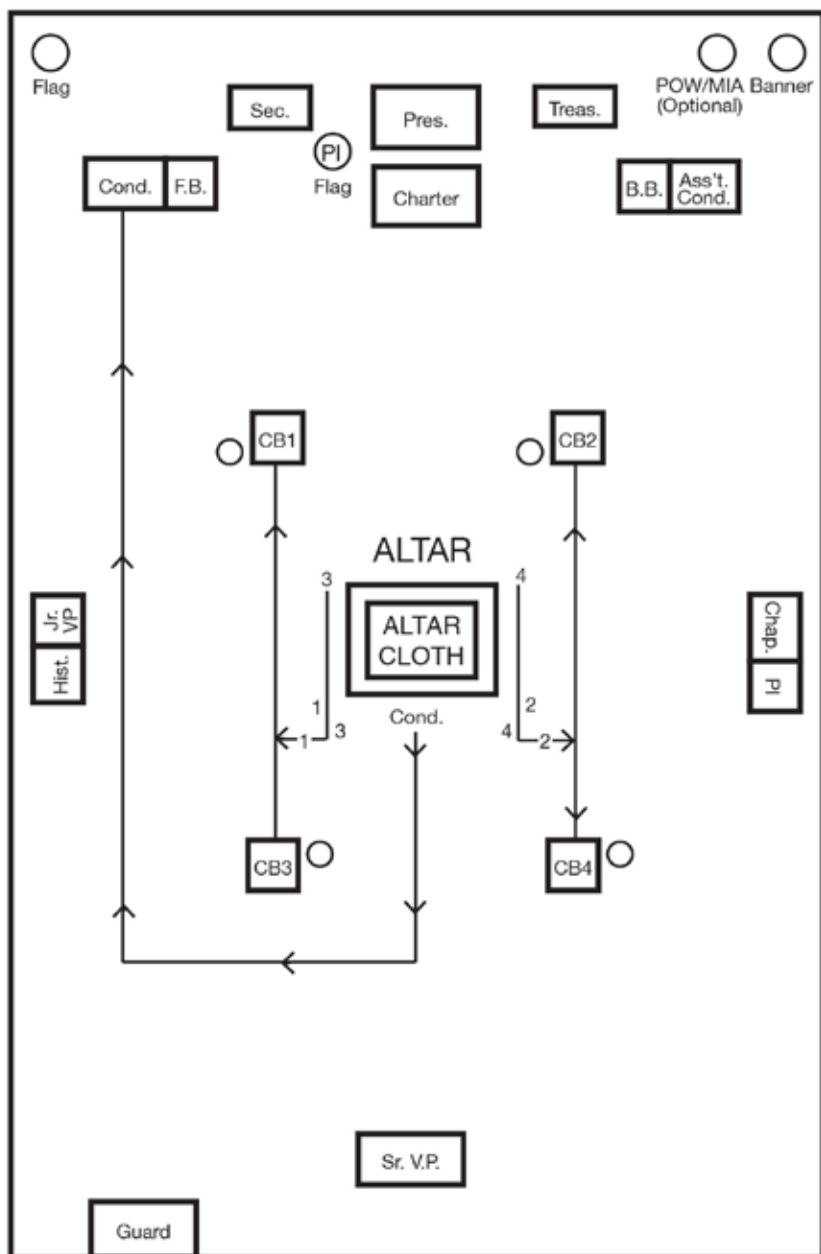 Flag
POW/MIA Banner
(Optional)
Sec.
Pres.
Treas.
PI
Flag
Cond.
F.B.
Charter
B.B.
Ass't.
Cond.
CB1
CB2
ALTAR
3
4
ALTAR
CLOTH
Jr.
VP
Hist.
Chap.
PI
1
2
Cond.
1
3
4
2
CB3
CB4
Sr. V.P.
Guard